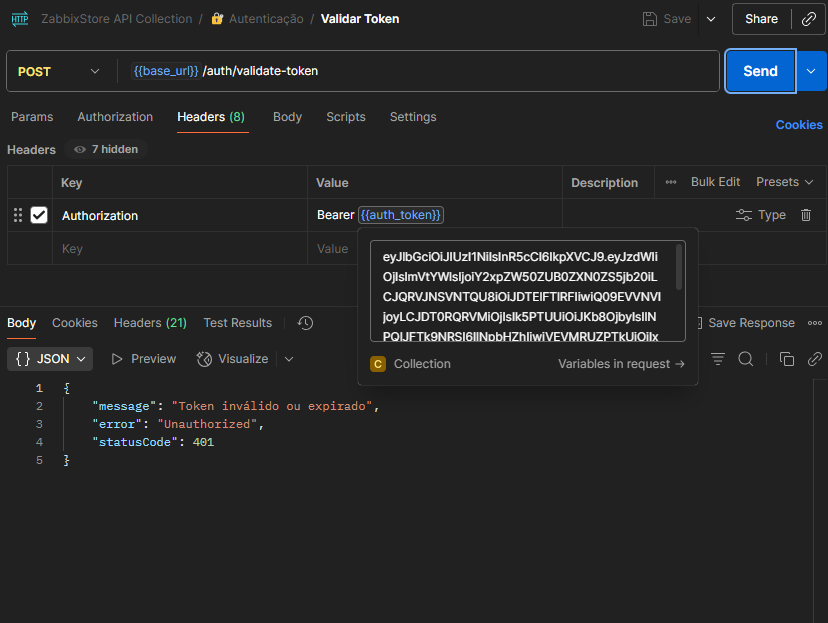 HTTP ZabbixStore API Collection / 🔐 Autenticação / Validar Token Save Share
POST {{base_url}} /auth/validate-token Send
Params Authorization Headers (8) Body Scripts Settings Cookies
Headers 7 hidden
Key Value Description ••• Bulk Edit Presets
Authorization Bearer {{auth_token}} Type
Key Value
C Collection Variables in request →
Body Cookies Headers (21) Test Results Save Response •••
{ } JSON Preview Visualize
1 {
2 "message": "Token inválido ou expirado",
3 "error": "Unauthorized",
4 "statusCode": 401
5 }